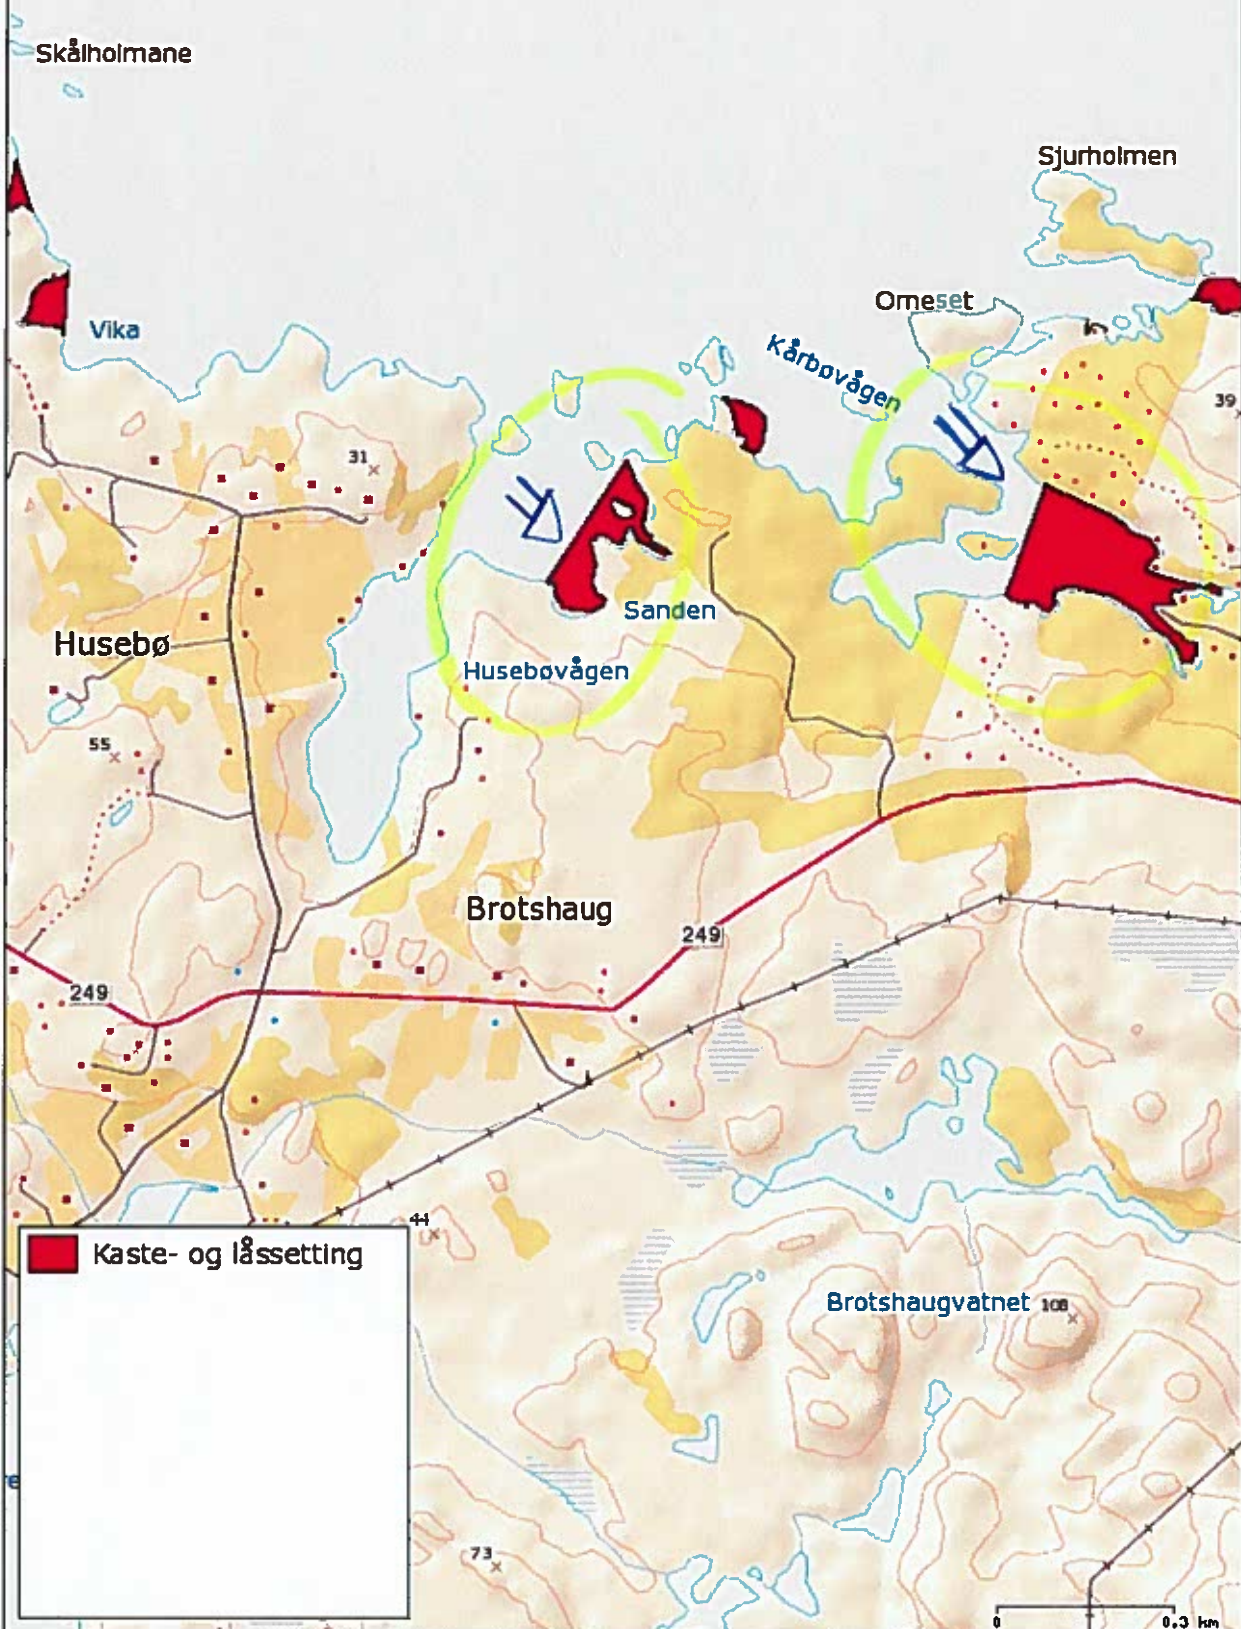 Skålholmane
Sjurholmen
Omeset
Vika
Kårbøvågen
39
31
Sanden
Husebø
Husebøvågen
55
Brotshaug
249
249
44
Kaste- og låssetting
Brotshaugvatnet
108
73
0 0.3 km